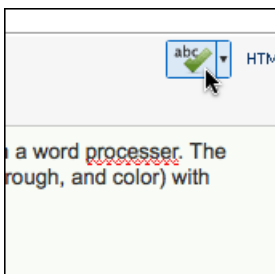 abc HTM
a word processer. The
rough, and color) with